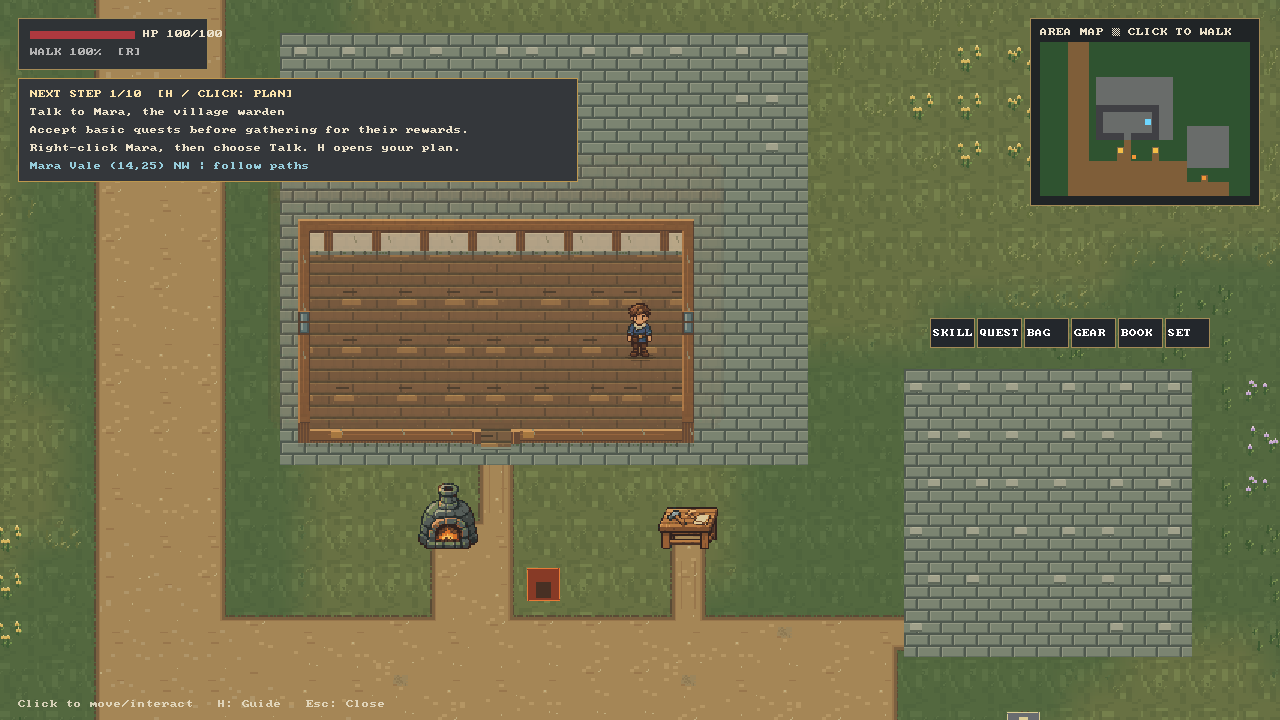 HP 100/100
WALK 100% [R]
NEXT STEP 1/10 [H / CLICK: PLAN]
Talk to Mara, the village warden
Accept basic quests before gathering for their rewards.
Right-click Mara, then choose Talk. H opens your plan.
Mara Vale (14,25) NW ¦ follow paths
AREA MAP ▒ CLICK TO WALK
SKILL QUEST BAG GEAR BOOK SET
Click to move/interact H: Guide Esc: Close